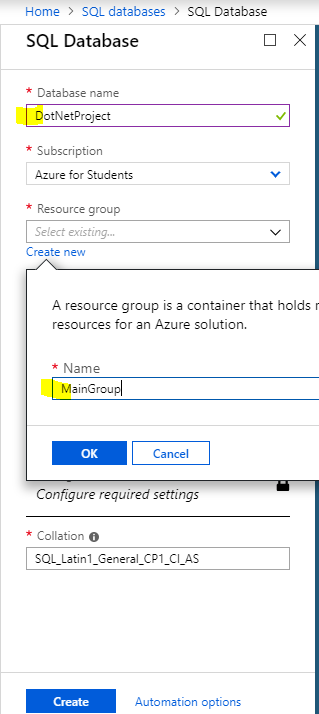 Home > SQL databases > SQL Database
SQL Database
* Database name
DotNetProject
* Subscription
Azure for Students
* Resource group
Select existing...
Create new
A resource group is a container that holds
resources for an Azure solution.
* Name
MainGroup
OK Cancel
Configure required settings
* Collation
SQL_Latin1_General_CP1_CI_AS
Create Automation options